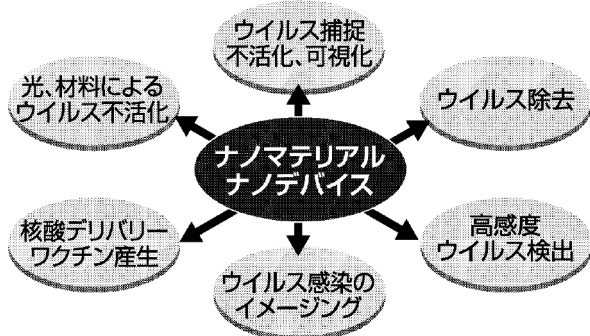 ウイルス捕捉
不活化、可視化
光、材料による
ウイルス不活化
ウイルス除去
ナノマテリアル
ナノデバイス
核酸デリバリー
ワクチン産生
高感度
ウイルス検出
ウイルス感染の
イメージング